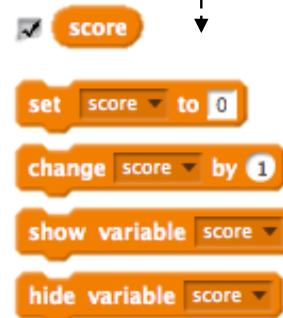 score
set score to 0
change score by 1
show variable score
hide variable score